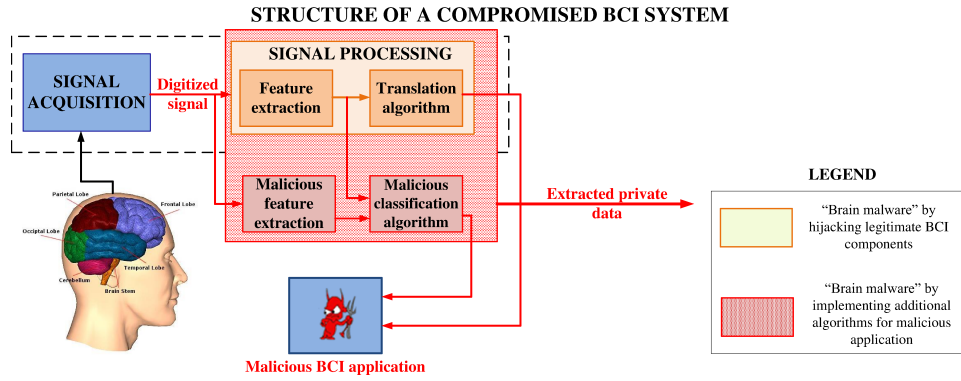 STRUCTURE OF A COMPROMISED BCI SYSTEM
SIGNAL PROCESSING
SIGNAL
ACQUISITION
Digitized
signal
Feature
extraction
Translation
algorithm
Malicious
feature
extraction
Malicious
classification
algorithm
Extracted private
data
Parietal Lobe
Frontal Lobe
Occiptal Lobe
Temporal Lobe
Cerebellum
Brain Stem
Malicious BCI application
LEGEND
“Brain malware” by
hijacking legitimate BCI
components
“Brain malware” by
implementing additional
algorithms for malicious
application